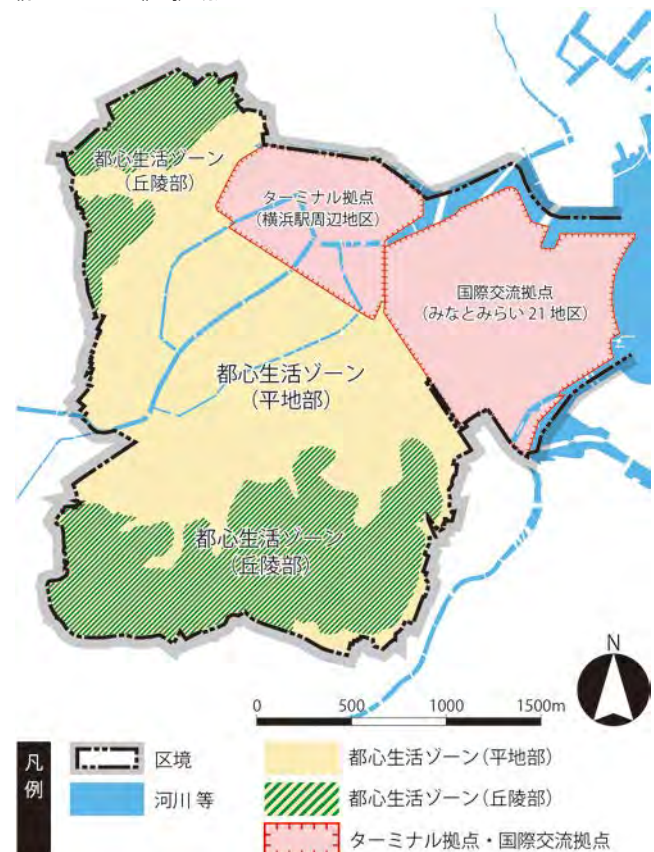 都心生活ゾーン
(丘陵部)
ターミナル拠点
(横浜駅周辺地区)
国際交流拠点
(みなとみらい21地区)
都心生活ゾーン
(平地部)
都心生活ゾーン
(丘陵部)
N
0 500 1000 1500m
凡例
区境
河川等
都心生活ゾーン(平地部)
都心生活ゾーン(丘陵部)
ターミナル拠点・国際交流拠点